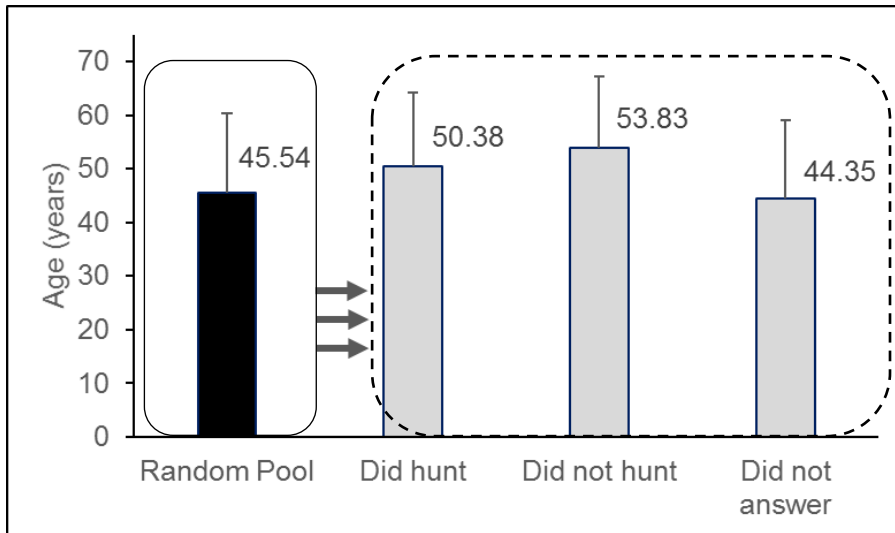 Age (years)
70
60
50
40
30
20
10
0
45.54
50.38
53.83
44.35
Random Pool
Did hunt
Did not hunt
Did not
answer